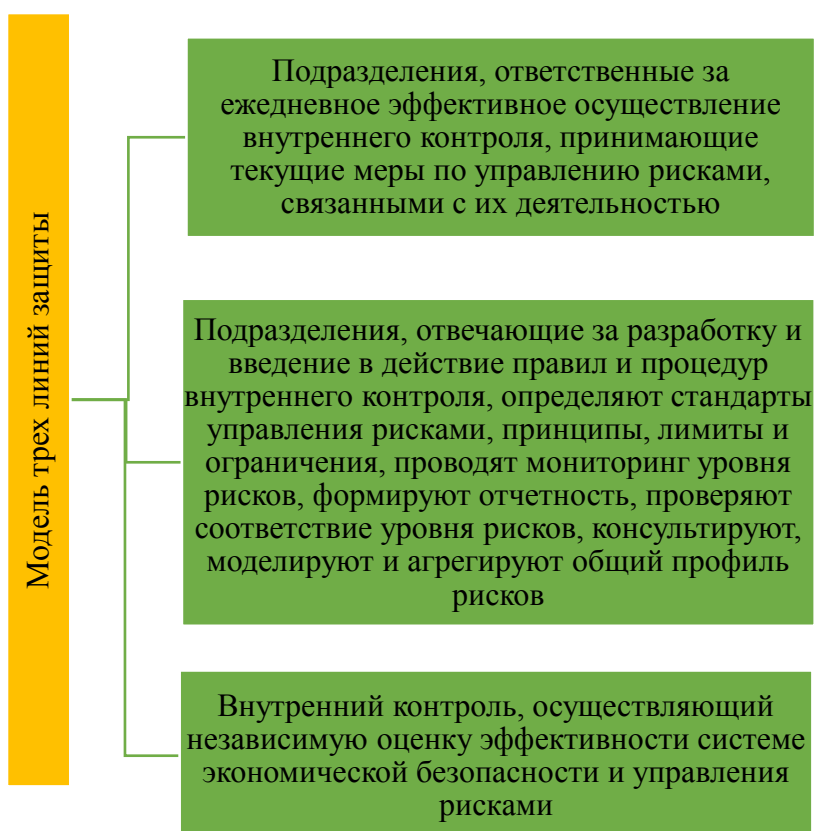 Модель трех линий защиты
Подразделения, ответственные за
ежедневное эффективное осуществление
внутреннего контроля, принимающие
текущие меры по управлению рисками,
связанными с их деятельностью
Подразделения, отвечающие за разработку и
введение в действие правил и процедур
внутреннего контроля, определяют стандарты
управления рисками, принципы, лимиты и
ограничения, проводят мониторинг уровня
рисков, формируют отчетность, проверяют
соответствие уровня рисков, консультируют,
моделируют и агрегируют общий профиль
рисков
Внутренний контроль, осуществляющий
независимую оценку эффективности системе
экономической безопасности и управления
рисками